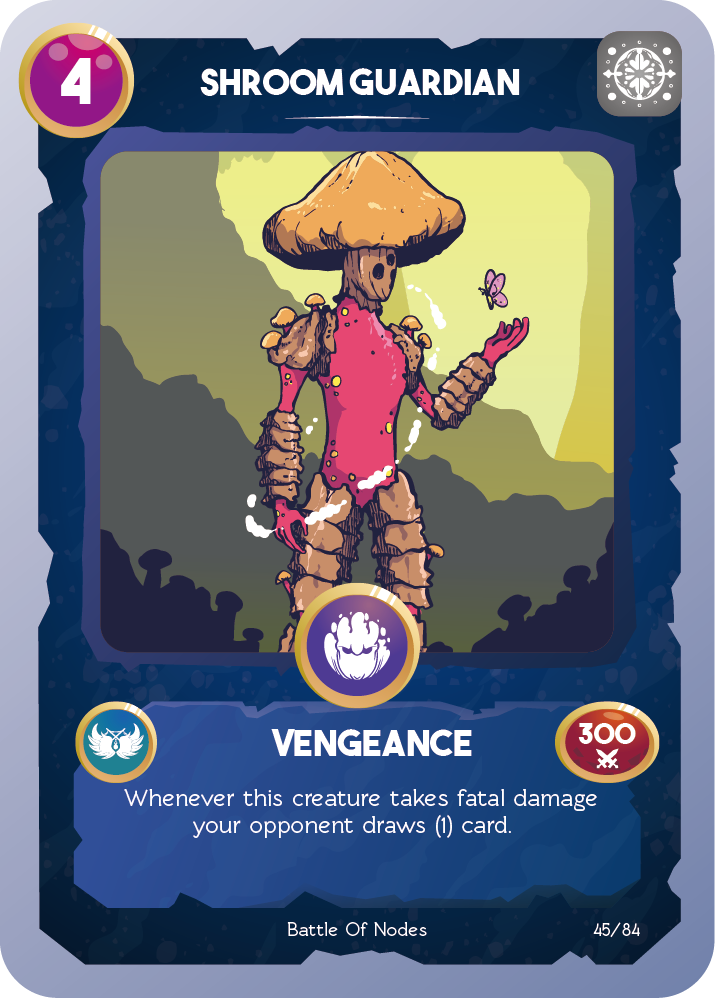 4
SHROOM GUARDIAN
VENGEANCE
300
Whenever this creature takes fatal damage
your opponent draws (1) card.
Battle Of Nodes
45/84